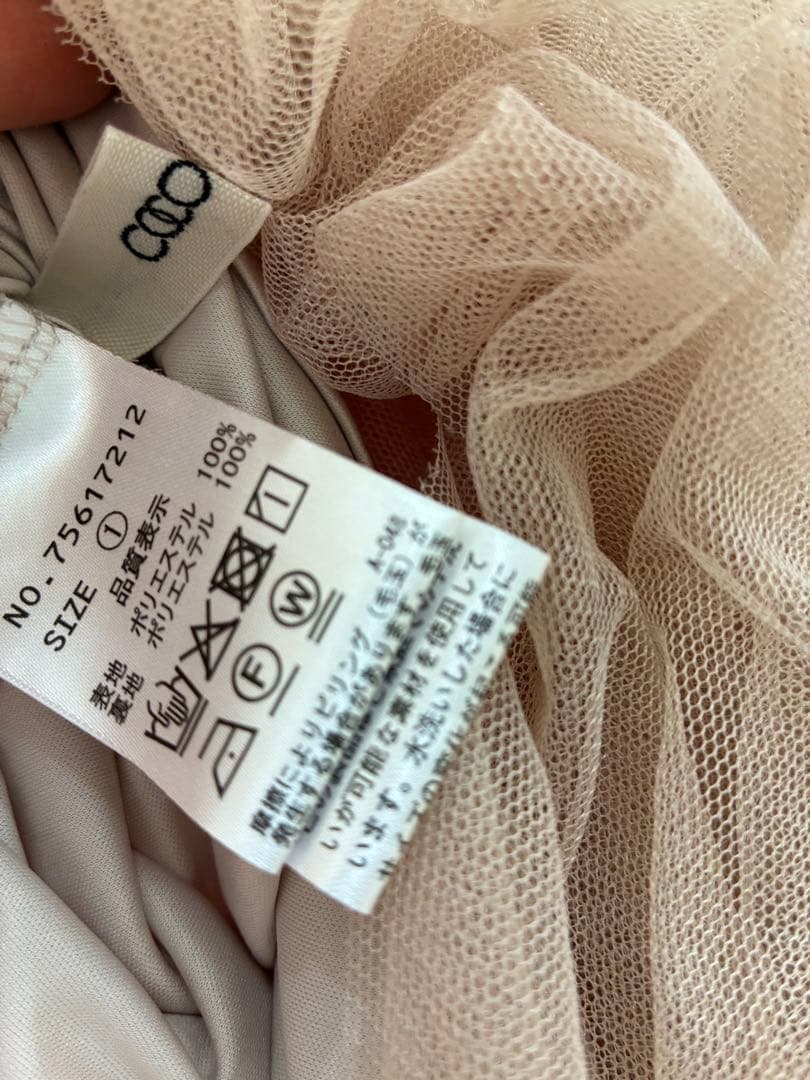 NO.-75617212
SIZE ①
品質表示
表地 ポリエステル 100%
裏地 ポリエステル 100%
F
W
A-048
摩擦によりピリング（毛玉）が
発生する場合があります。毛玉
いが可能な素材を使用して
います。水洗いした場合に